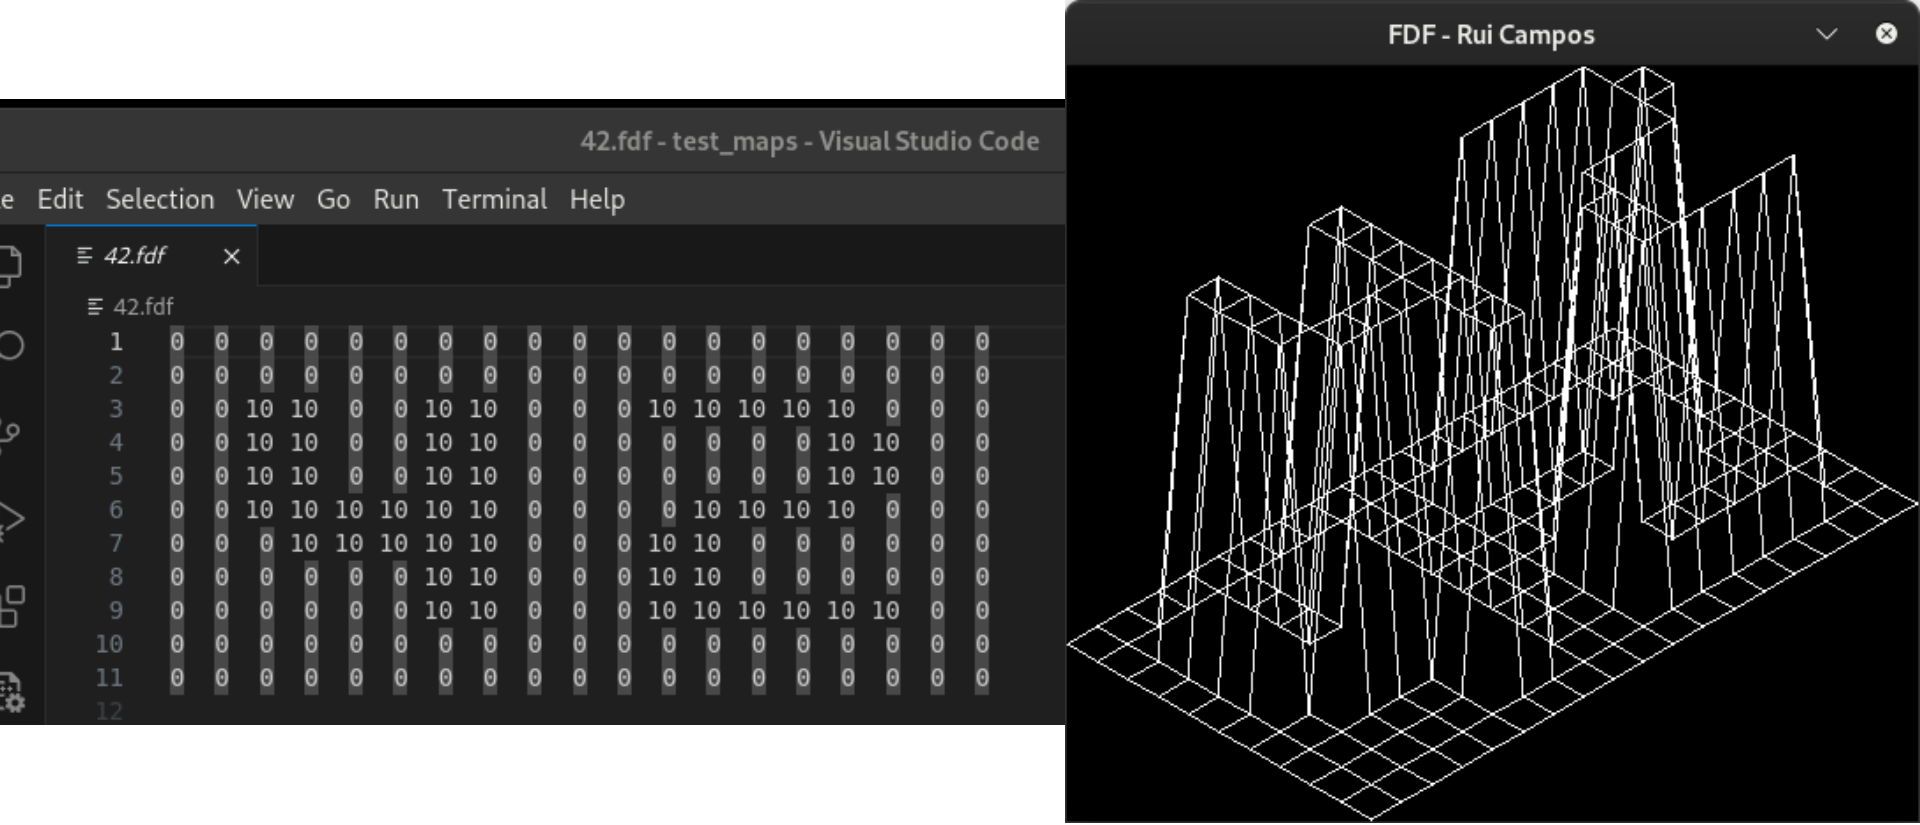 FDF - Rui Campos
42.fdf - test_maps - Visual Studio Code
e Edit Selection View Go Run Terminal Help
42.fdf
42.fdf
1 0 0 0 0 0 0 0 0 0 0 0 0 0 0 0 0 0 0 0
2 0 0 0 0 0 0 0 0 0 0 0 0 0 0 0 0 0 0 0
3 0 0 10 10 0 0 10 10 0 0 0 10 10 10 10 10 0 0 0
4 0 0 10 10 0 0 10 10 0 0 0 0 0 0 0 10 10 0 0
5 0 0 10 10 0 0 10 10 0 0 0 0 0 0 0 10 10 0 0
6 0 0 10 10 10 10 10 10 0 0 0 0 10 10 10 10 0 0 0
7 0 0 0 10 10 10 10 10 0 0 0 10 10 0 0 0 0 0 0
8 0 0 0 0 0 0 10 10 0 0 0 10 10 0 0 0 0 0 0
9 0 0 0 0 0 0 10 10 0 0 0 10 10 10 10 10 10 0 0
10 0 0 0 0 0 0 0 0 0 0 0 0 0 0 0 0 0 0 0
11 0 0 0 0 0 0 0 0 0 0 0 0 0 0 0 0 0 0 0
12